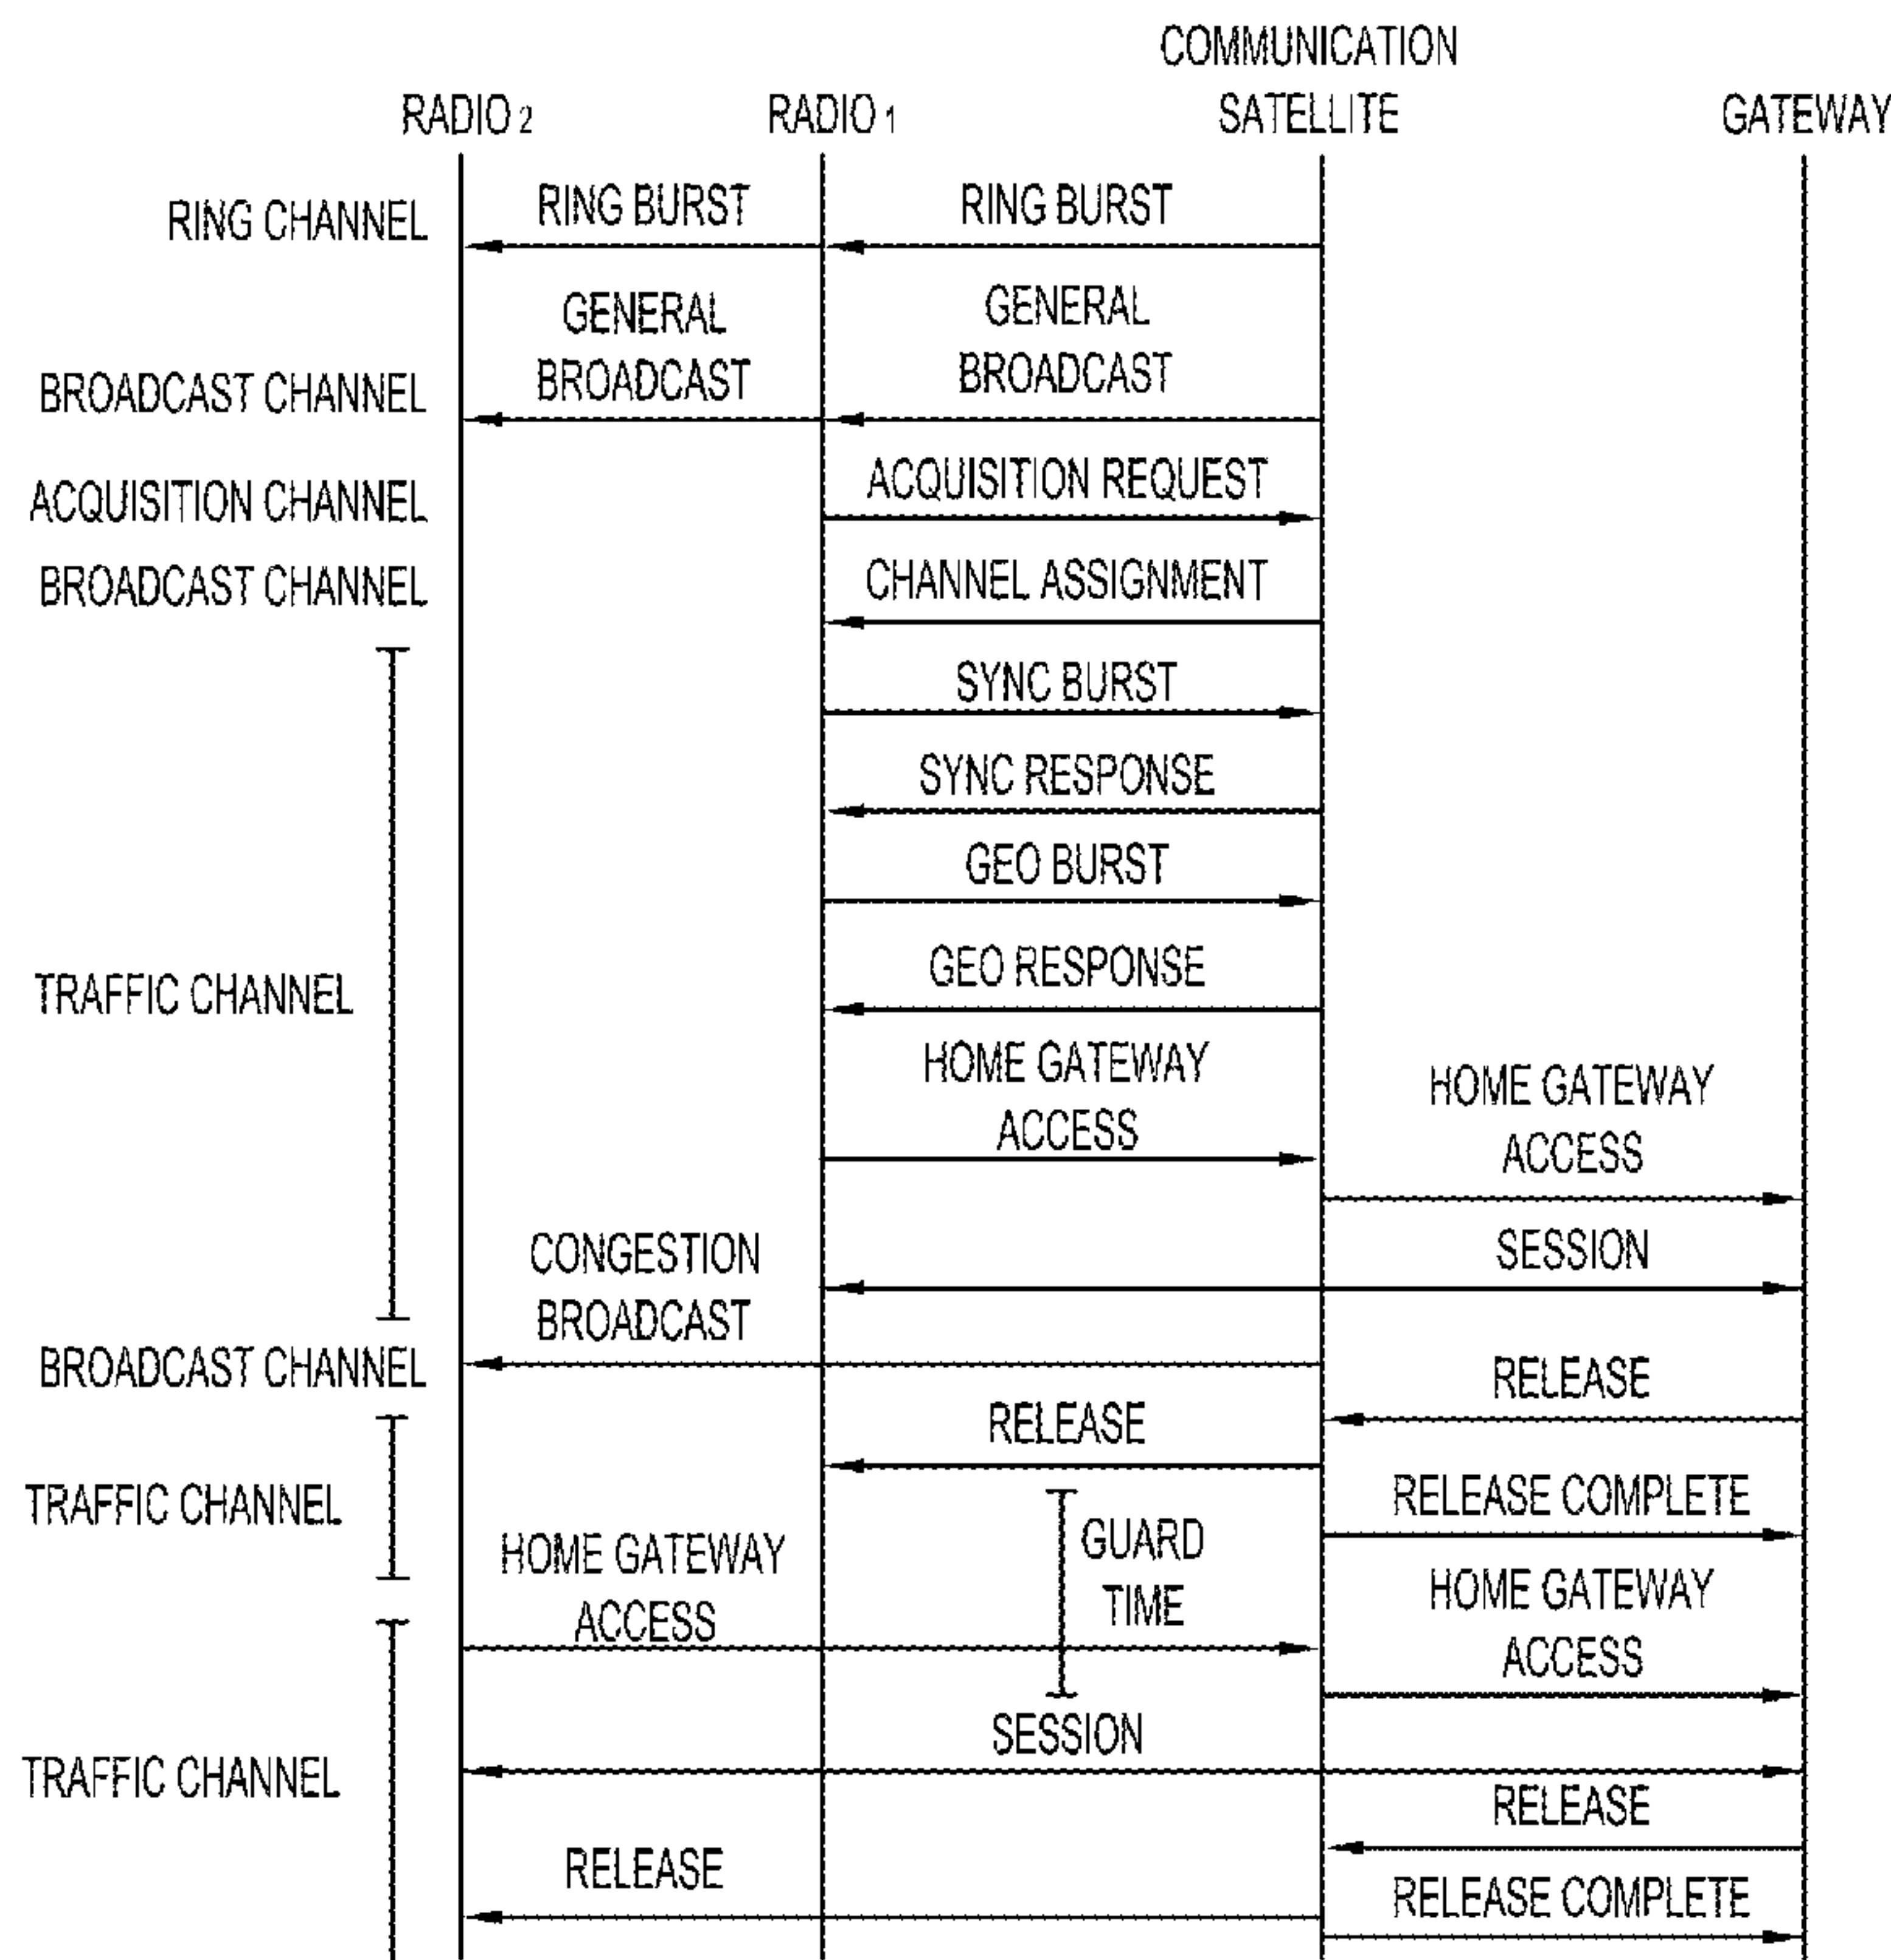 COMMUNICATION
RADIO 2 RADIO 1 SATELLITE GATEWAY
RING CHANNEL RING BURST RING BURST
GENERAL GENERAL
BROADCAST CHANNEL BROADCAST BROADCAST
ACQUISITION CHANNEL ACQUISITION REQUEST
BROADCAST CHANNEL CHANNEL ASSIGNMENT
SYNC BURST
SYNC RESPONSE
GEO BURST
TRAFFIC CHANNEL GEO RESPONSE
HOME GATEWAY HOME GATEWAY
ACCESS ACCESS
CONGESTION SESSION
BROADCAST
BROADCAST CHANNEL RELEASE
RELEASE
TRAFFIC CHANNEL RELEASE COMPLETE
HOME GATEWAY GUARD HOME GATEWAY
ACCESS TIME ACCESS
SESSION
TRAFFIC CHANNEL RELEASE
RELEASE RELEASE COMPLETE